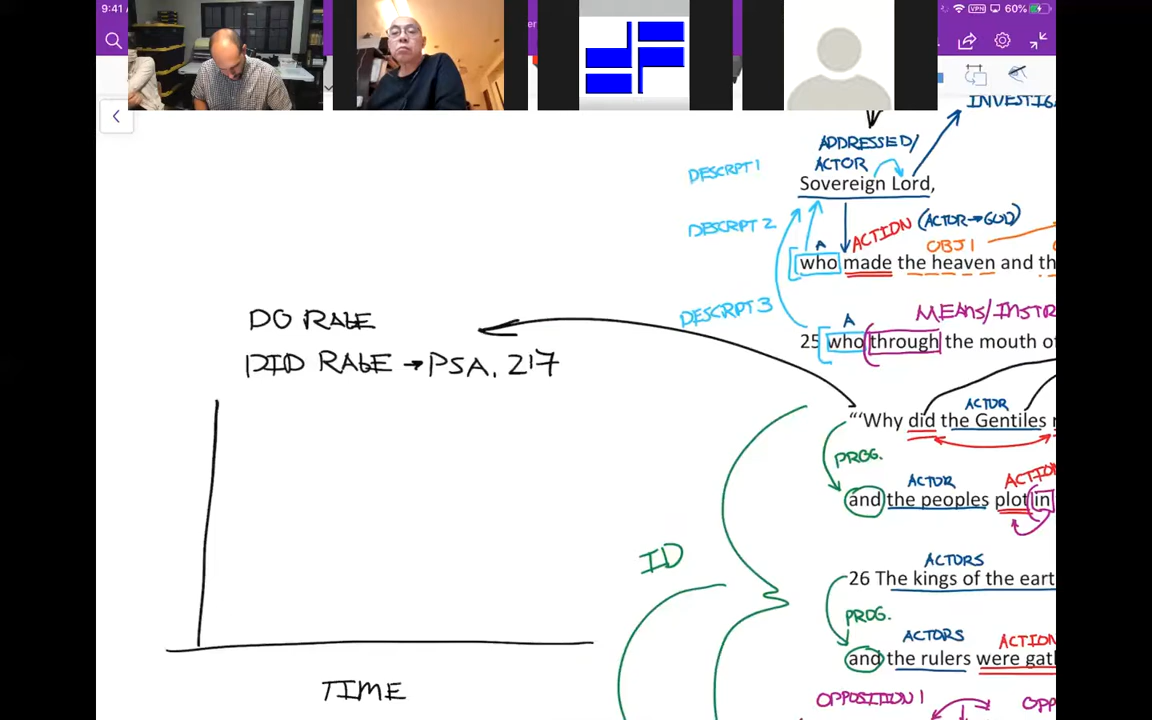 9:41
VPN
60%
INVESTIG
ADDRESSED/
ACTOR
DESCRPT 1
Sovereign Lord,
DESCRPT 2
A
ACTION
(ACTOR→GOD)
OBJ 1
who made the heaven and th
DESCRPT 3
A
MEANS/INSTR
25 who through the mouth of
DO RAGE
DID RAGE → PSA. 2:1?
ACTOR
"'Why did the Gentiles
PROG.
ACTOR
ACTION
and the peoples plot in
ID
ACTORS
26 The kings of the eart
PROG.
ACTORS
ACTION
and the rulers were gath
TIME
OPPOSITION 1
OPP